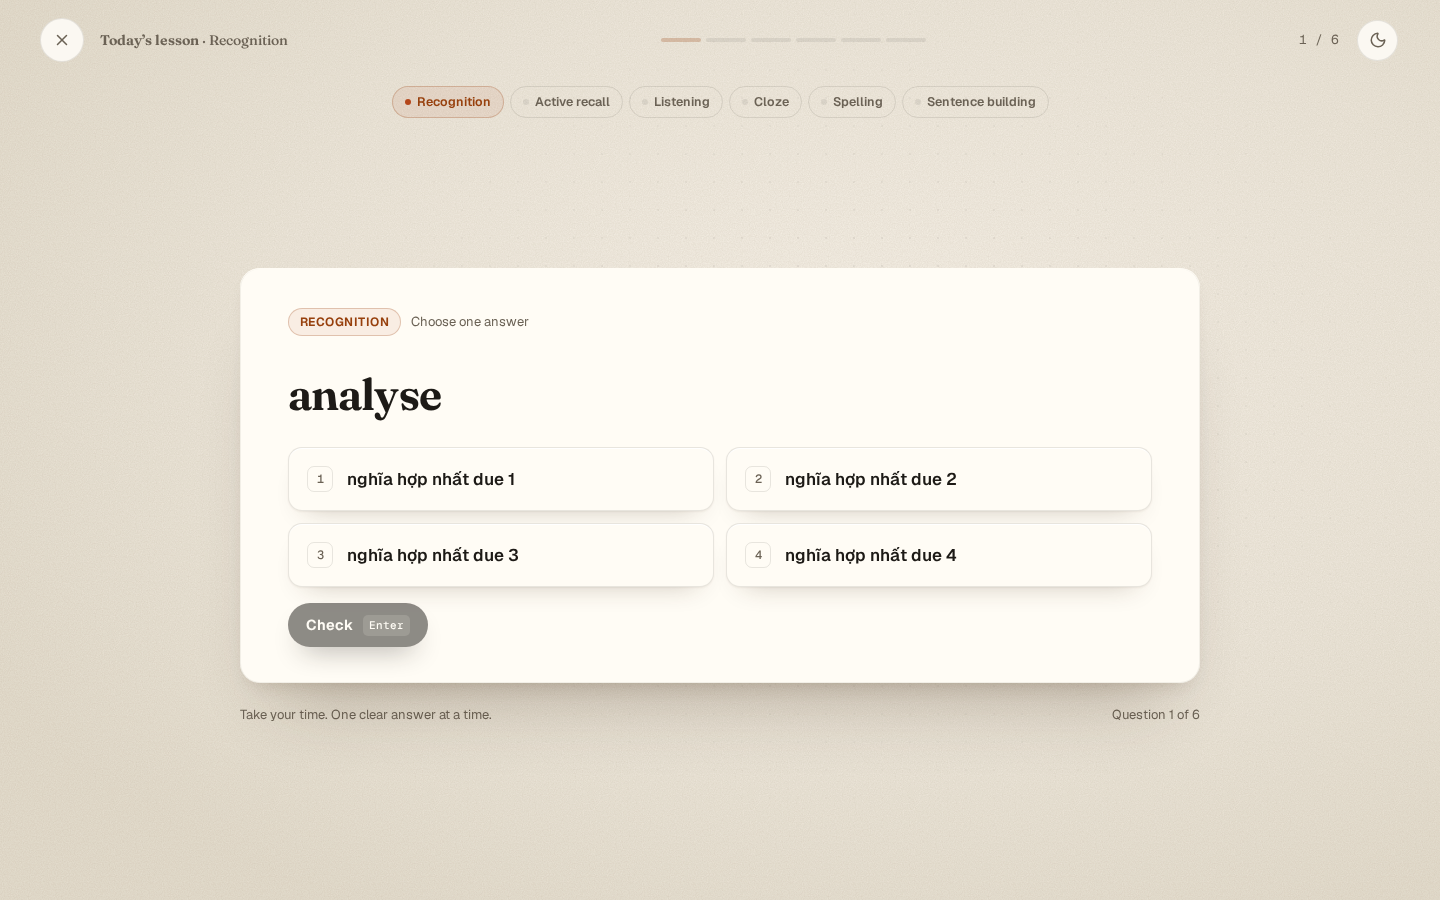 Today’s lesson · Recognition
1 / 6
Recognition
Active recall
Listening
Cloze
Spelling
Sentence building
RECOGNITION
Choose one answer
analyse
1 nghĩa hợp nhất due 1
2 nghĩa hợp nhất due 2
3 nghĩa hợp nhất due 3
4 nghĩa hợp nhất due 4
Check Enter
Take your time. One clear answer at a time.
Question 1 of 6